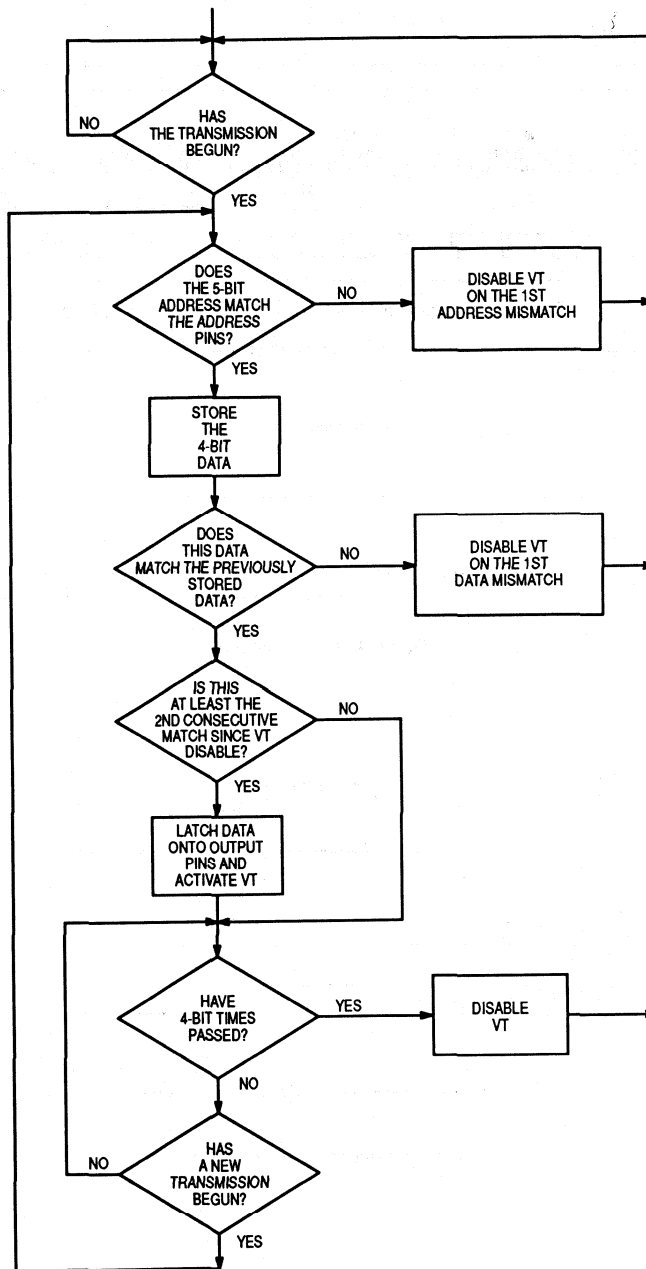 HAS
THE TRANSMISSION
BEGUN?
NO
YES
DOES
THE 5-BIT
ADDRESS MATCH
THE ADDRESS
PINS?
NO
DISABLE VT
ON THE 1ST
ADDRESS MISMATCH
YES
STORE
THE
4-BIT
DATA
DOES
THIS DATA
MATCH THE PREVIOUSLY
STORED
DATA?
NO
DISABLE VT
ON THE 1ST
DATA MISMATCH
YES
IS THIS
AT LEAST THE
2ND CONSECUTIVE
MATCH SINCE VT
DISABLE?
NO
YES
LATCH DATA
ONTO OUTPUT
PINS AND
ACTIVATE VT
HAVE
4-BIT TIMES
PASSED?
YES
DISABLE
VT
NO
HAS
A NEW
TRANSMISSION
BEGUN?
NO
YES